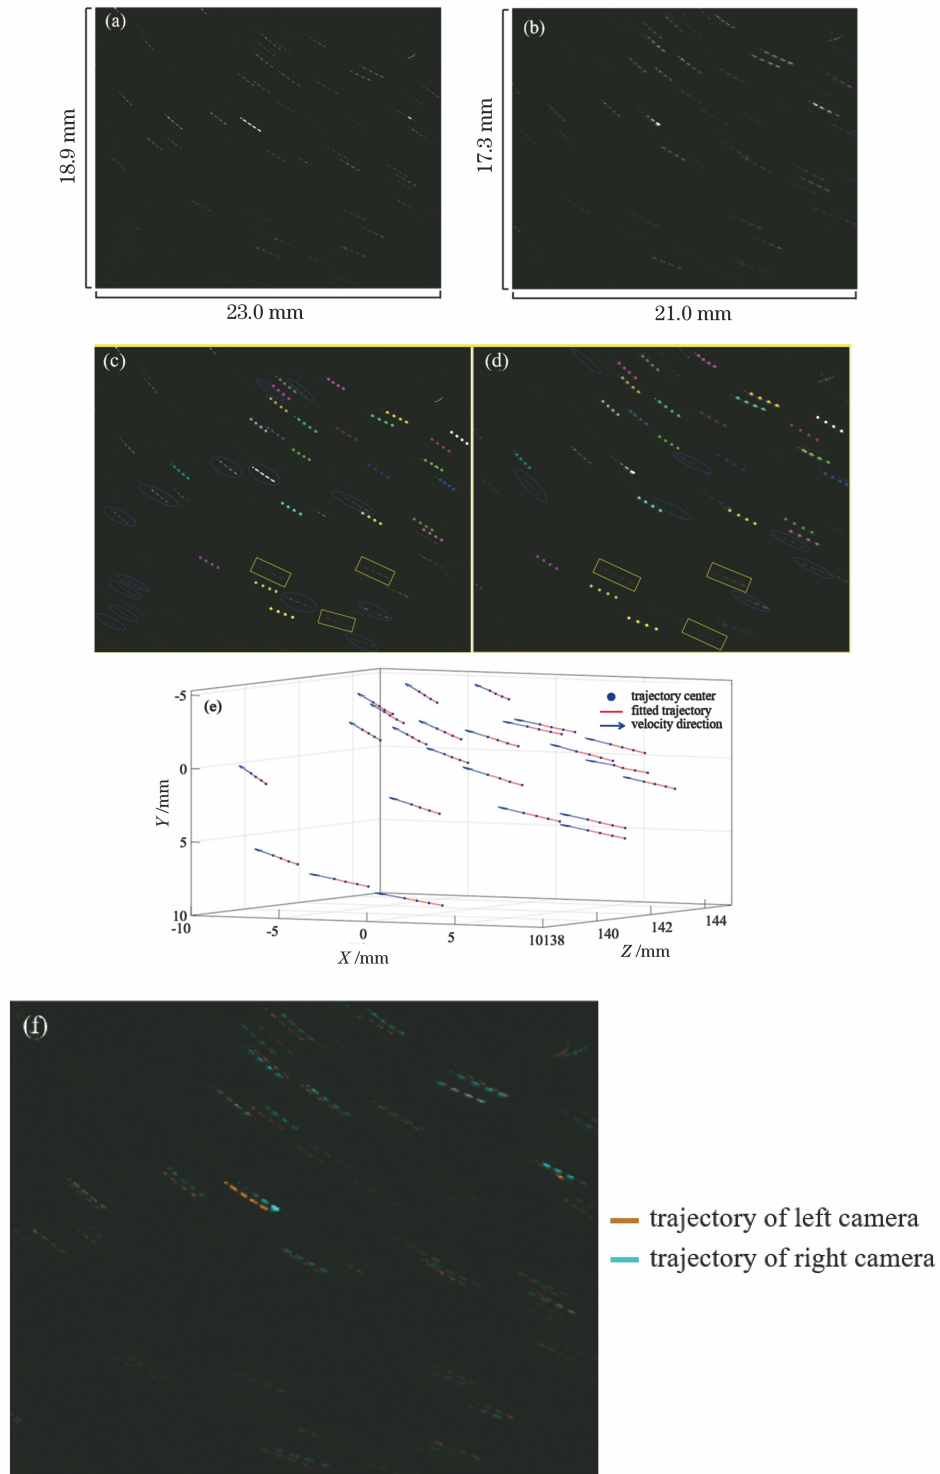 (a)
(b)
18.9 mm
17.3 mm
23.0 mm
21.0 mm
(c)
(d)
(e)
trajectory center
fitted trajectory
velocity direction
-5
0
5
10
Y /mm
-10
-5
0
5
10138
140
142
144
X /mm
Z /mm
(f)
trajectory of left camera
trajectory of right camera